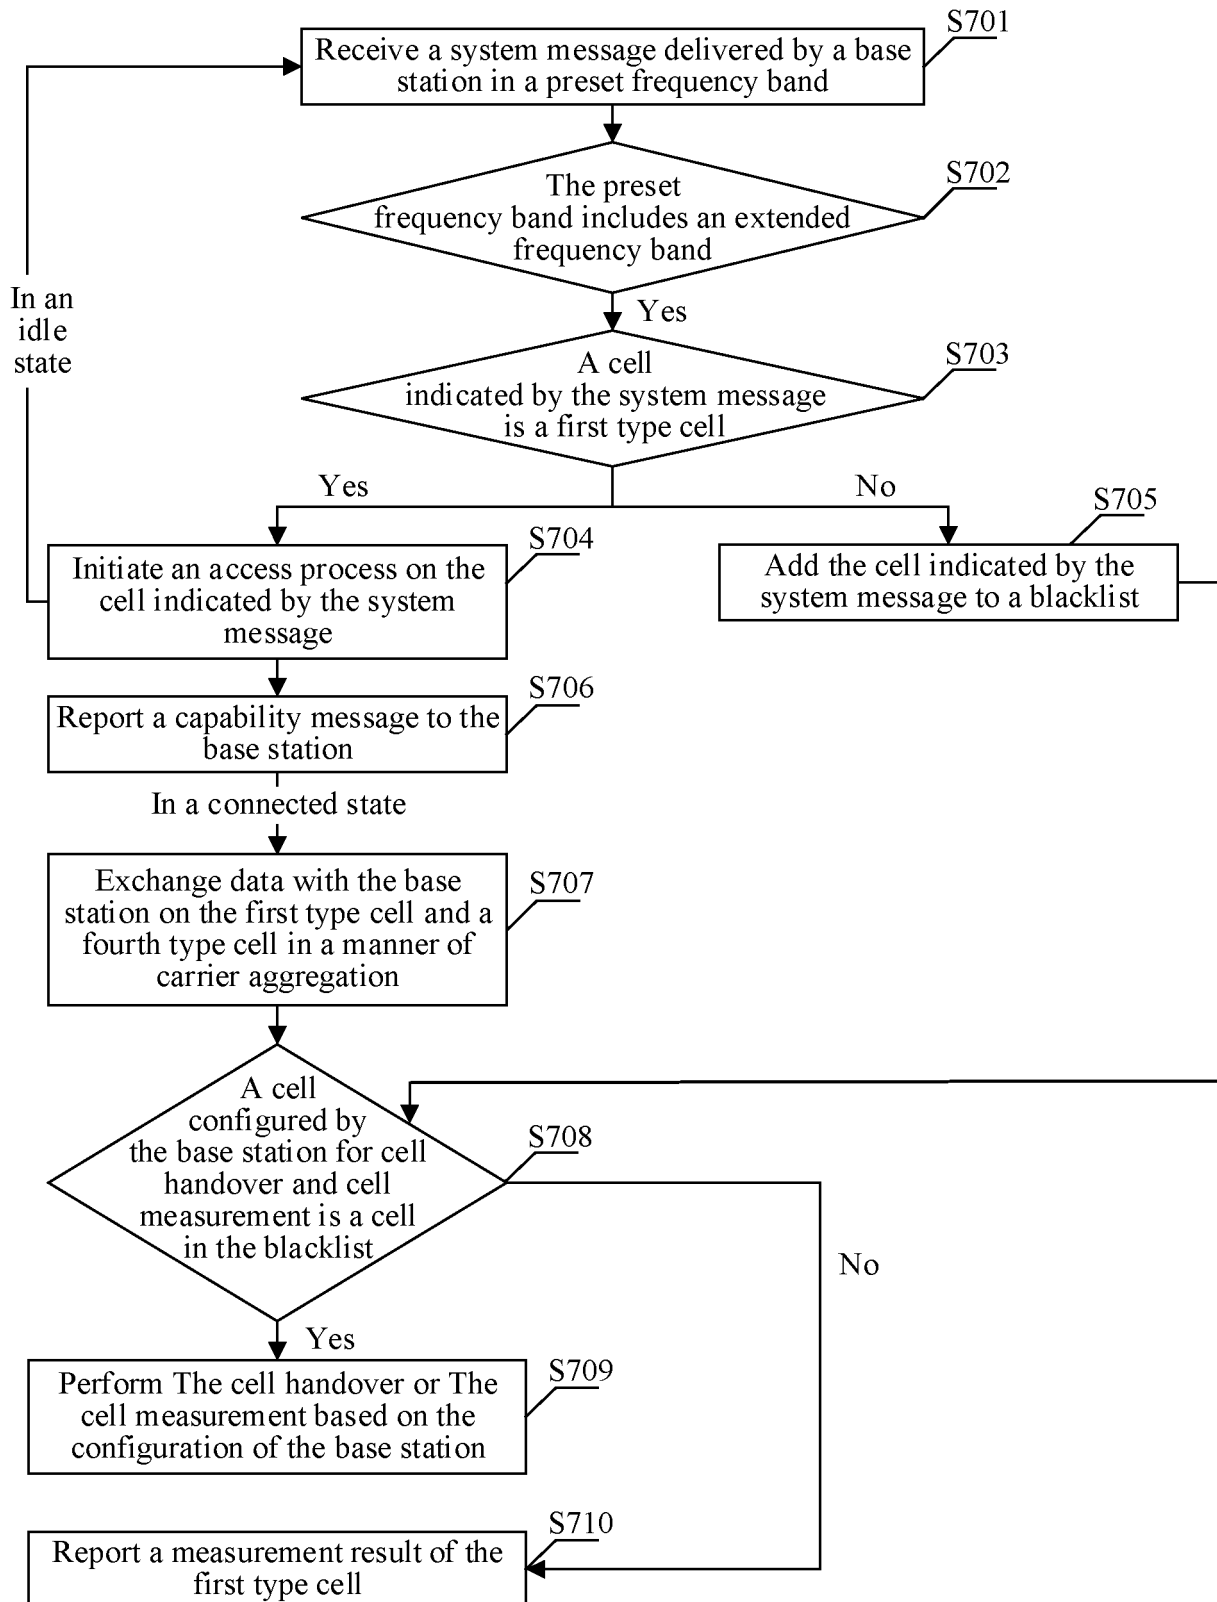 S701
Receive a system message delivered by a base
station in a preset frequency band
S702
The preset
frequency band includes an extended
frequency band
In an
idle
state
Yes
S703
A cell
indicated by the system message
is a first type cell
Yes
No
S704
Initiate an access process on the
cell indicated by the system
message
S705
Add the cell indicated by the
system message to a blacklist
S706
Report a capability message to the
base station
In a connected state
S707
Exchange data with the base
station on the first type cell and a
fourth type cell in a manner of
carrier aggregation
S708
A cell
configured by
the base station for cell
handover and cell
measurement is a cell
in the blacklist
No
Yes
S709
Perform The cell handover or The
cell measurement based on the
configuration of the base station
S710
Report a measurement result of the
first type cell